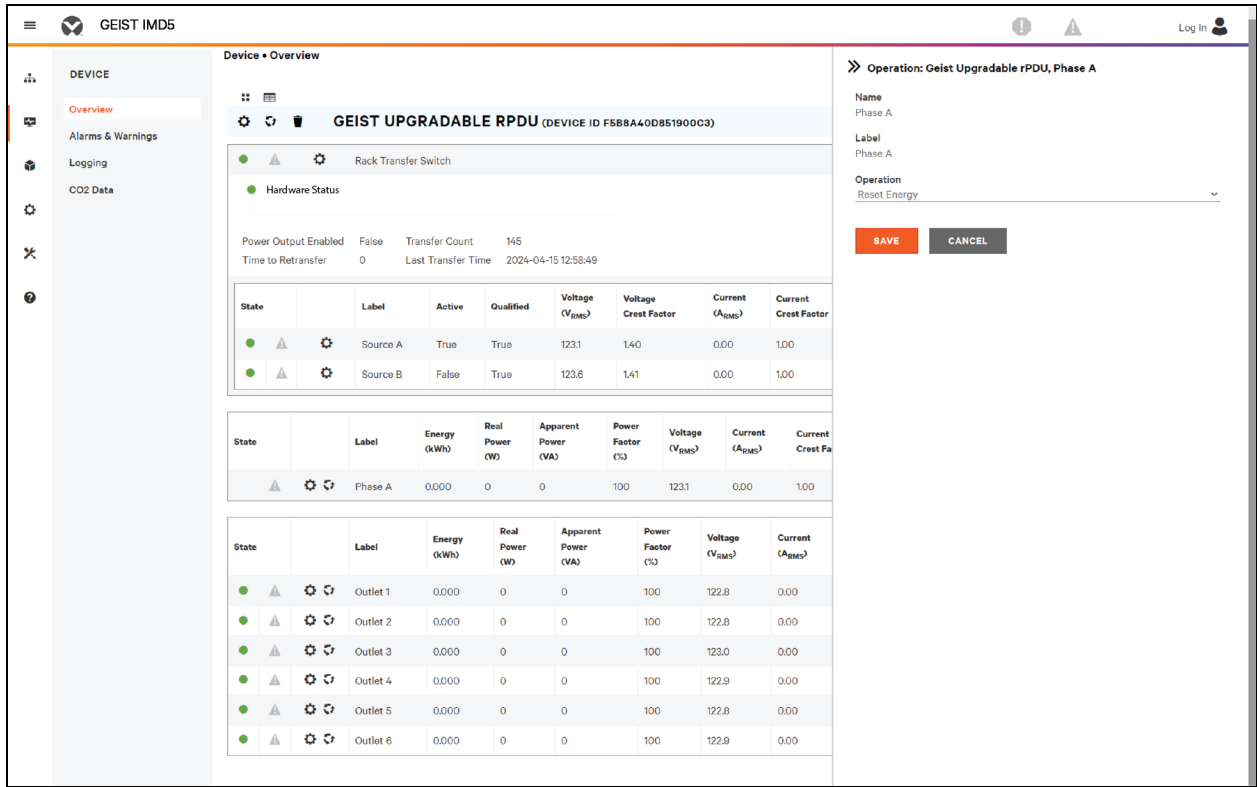 GEIST IMD5
Log In
DEVICE
Overview
Alarms & Warnings
Logging
CO2 Data
Device • Overview
GEIST UPGRADABLE RPDU (DEVICE ID F5B8A40D851900C3)
Rack Transfer Switch
Hardware Status
Power Output Enabled False Transfer Count 145
Time to Retransfer 0 Last Transfer Time 2024-04-15 12:58:49
State Label Active Qualified Voltage (VRMS) Voltage Crest Factor Current (ARMS) Current Crest Factor
Source A True True 123.1 1.40 0.00 1.00
Source B False True 123.6 1.41 0.00 1.00
State Label Energy (kWh) Real Power (W) Apparent Power (VA) Power Factor (%) Voltage (VRMS) Current (ARMS) Current Crest Fa
Phase A 0.000 0 0 100 123.1 0.00 1.00
State Label Energy (kWh) Real Power (W) Apparent Power (VA) Power Factor (%) Voltage (VRMS) Current (ARMS)
Outlet 1 0.000 0 0 100 122.8 0.00
Outlet 2 0.000 0 0 100 122.8 0.00
Outlet 3 0.000 0 0 100 123.0 0.00
Outlet 4 0.000 0 0 100 122.9 0.00
Outlet 5 0.000 0 0 100 122.8 0.00
Outlet 6 0.000 0 0 100 122.9 0.00
Operation: Geist Upgradable rPDU, Phase A
Name
Phase A
Label
Phase A
Operation
Reset Energy
SAVE CANCEL